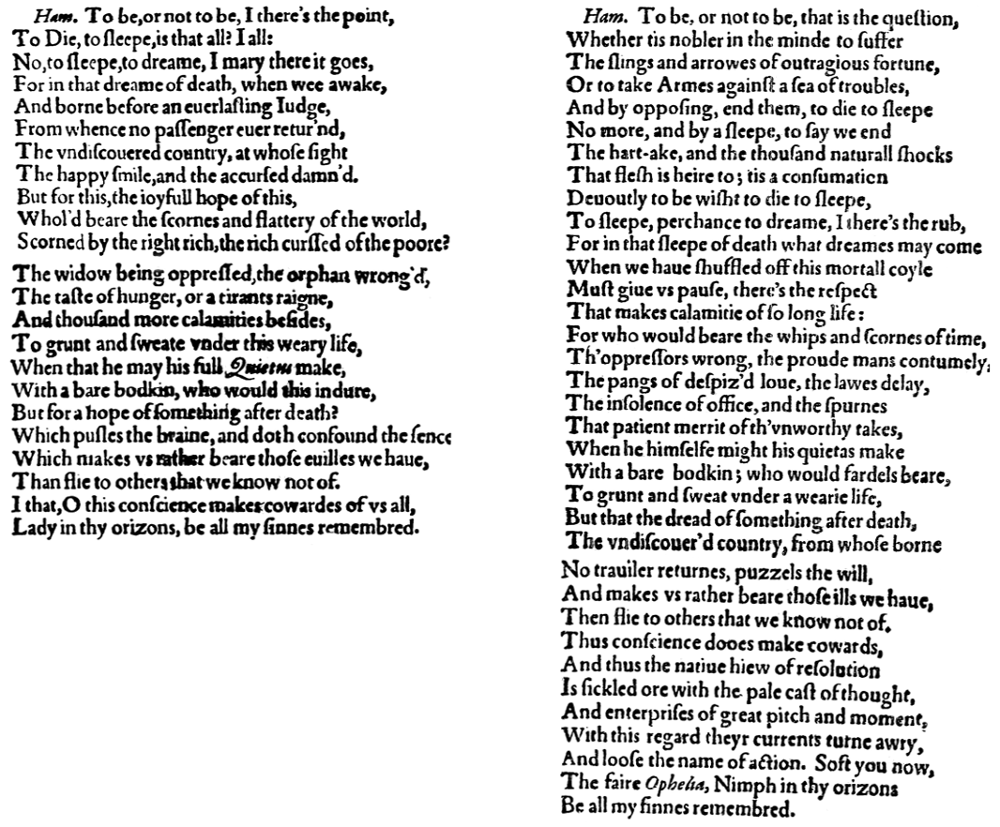 Ham. To be, or not to be, I there's the point,
To Die, to ſleepe, is that all? I all:
No, to ſleepe, to dreame, I mary there it goes,
For in that dreame of death, when wee awake,
And borne before an euerlaſting Iudge,
From whence no paſſenger euer retur'nd,
The vndiſcouered country, at whoſe ſight
The happy ſmile, and the accurſed damn'd.
But for this, the ioyfull hope of this,
Whol'd beare the ſcornes and flattery of the world,
Scorned by the right rich, the rich curſſed of the poore?
The widow being oppreſſed, the orphan wrong'd,
The taſte of hunger, or a tirants raigne,
And thouſand more calamities beſides,
To grunt and ſweate vnder this weary life,
When that he may his full Quietus make,
With a bare bodkin, who would this indure,
But for a hope of ſomething after death?
Which puſles the braine, and doth confound the ſence
Which makes vs rather beare thoſe euilles we haue,
Than flie to others that we know not of.
I that, O this conſcience makes cowardes of vs all,
Lady in thy orizons, be all my ſinnes remembred.
Ham. To be, or not to be, that is the queſtion,
Whether tis nobler in the minde to ſuffer
The ſlings and arrowes of outragious fortune,
Or to take Armes againſt a ſea of troubles,
And by oppoſing, end them, to die to ſleepe
No more, and by a ſleepe, to ſay we end
The hart-ake, and the thouſand naturall ſhocks
That fleſh is heire to; tis a conſumation
Deuoutly to be wiſht to die to ſleepe,
To ſleepe, perchance to dreame, I there's the rub,
For in that ſleepe of death what dreames may come
When we haue ſhuffled off this mortall coyle
Muſt giue vs pauſe, there's the reſpect
That makes calamitie of ſo long life:
For who would beare the whips and ſcornes of time,
Th'oppreſſors wrong, the proude mans contumely,
The pangs of deſpiz'd loue, the lawes delay,
The inſolence of office, and the ſpurnes
That patient merrit of th'vnworthy takes,
When he himſelfe might his quietas make
With a bare bodkin; who would fardels beare,
To grunt and ſweat vnder a wearie life,
But that the dread of ſomething after death,
The vndiſcouer'd country, from whoſe borne
No trauiler returnes, puzzels the will,
And makes vs rather beare thoſe ills we haue,
Then flie to others that we know not of.
Thus conſcience dooes make cowards,
And thus the natiue hiew of reſolution
Is ſickled ore with the pale caſt of thought,
And enterpriſes of great pitch and moment,
With this regard theyr currents turne awry,
And looſe the name of action. Soft you now,
The faire Ophelia, Nimph in thy orizons
Be all my ſinnes remembred.